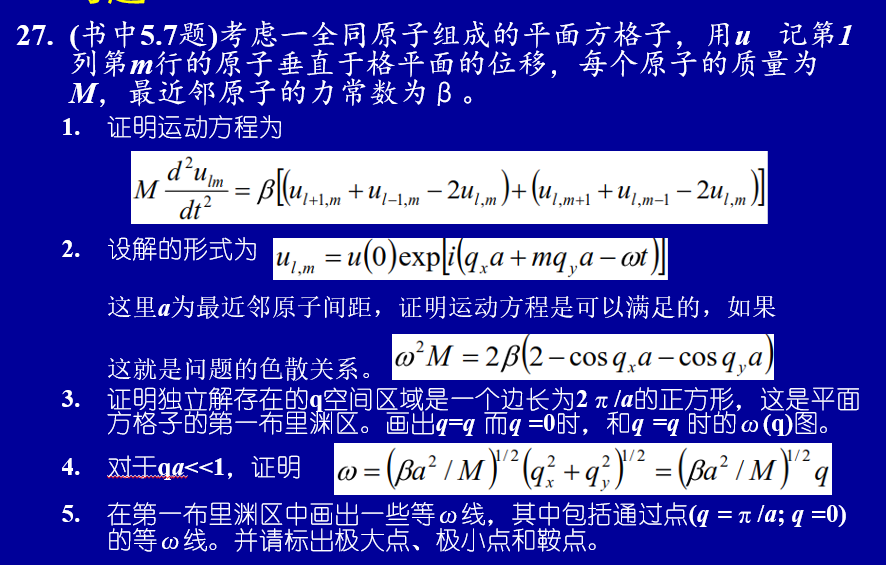 27. (书中5.7题)考虑一全同原子组成的平面方格子，用u 记第1
列第m行的原子垂直于格平面的位移，每个原子的质量为
M，最近邻原子的力常数为β。
1. 证明运动方程为
M d²u_{lm}/dt² = β[(u_{l+1,m} + u_{l−1,m} − 2u_{l,m}) + (u_{l,m+1} + u_{l,m−1} − 2u_{l,m})]
2. 设解的形式为 u_{l,m} = u(0)exp[i(q_x a + mq_y a − ωt)]
这里a为最近邻原子间距，证明运动方程是可以满足的，如果
这就是问题的色散关系。 ω²M = 2β(2 − cos q_x a − cos q_y a)
3. 证明独立解存在的q空间区域是一个边长为2π/a的正方形，这是平面
方格子的第一布里渊区。画出q=q 而q =0时，和q =q 时的ω(q)图。
4. 对于qa<<1，证明 ω = (βa²/M)^{1/2}(q_x² + q_y²)^{1/2} = (βa²/M)^{1/2} q
5. 在第一布里渊区中画出一些等ω线，其中包括通过点(q = π/a; q =0)
的等ω线。并请标出极大点、极小点和鞍点。